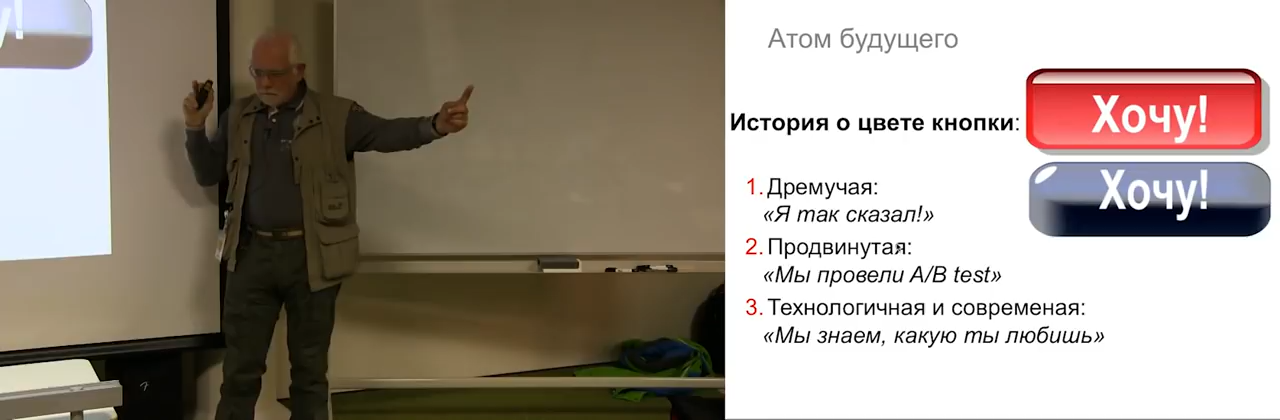 у!
Атом будущего
История о цвете кнопки:
Хочу!
Хочу!
1. Дремучая:
«Я так сказал!»
2. Продвинутая:
«Мы провели A/B test»
3. Технологичная и современая:
«Мы знаем, какую ты любишь»